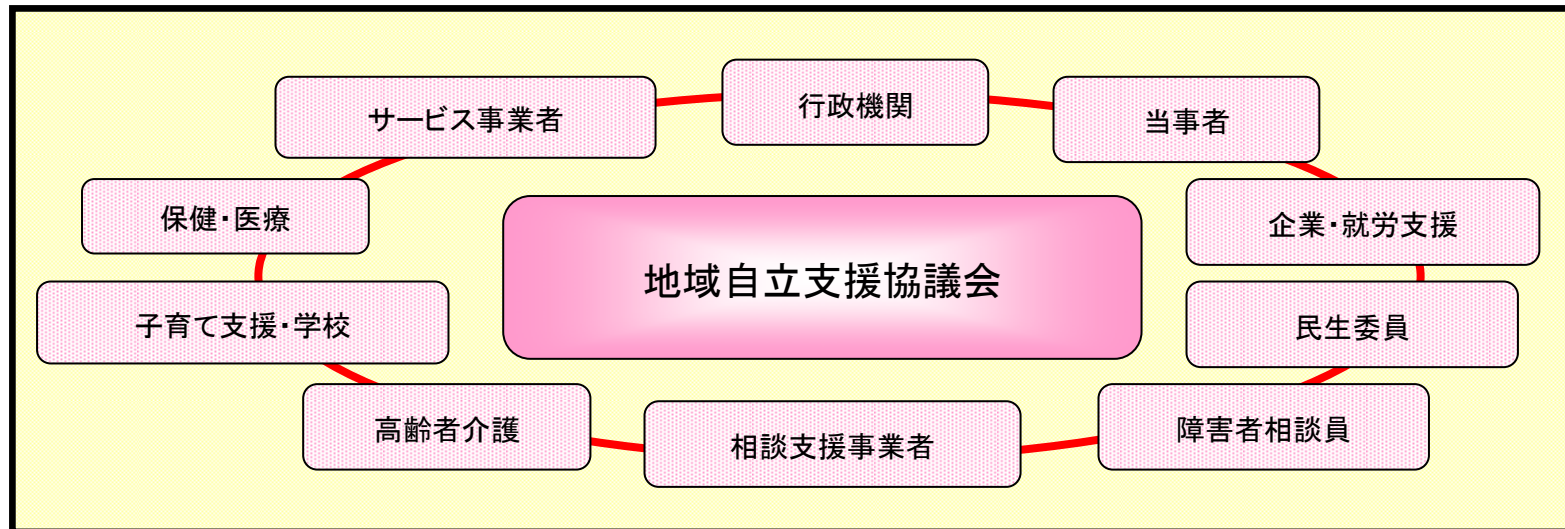 サービス事業者
行政機関
当事者
保健・医療
企業・就労支援
地域自立支援協議会
子育て支援・学校
民生委員
高齢者介護
相談支援事業者
障害者相談員